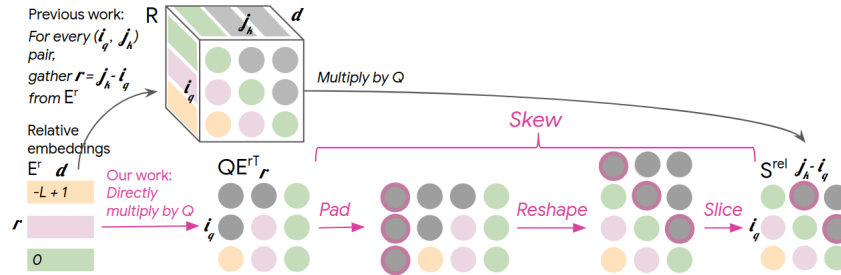 Previous work:
For every (i_q, j_k)
pair,
gather r = j_k - i_q
from E^r
R
j_k
d
i_q
Multiply by Q
Skew
Relative
embeddings
E^r d
-L + 1
r
0
Our work:
Directly
multiply by Q
QE^rT r
i_q
Pad
Reshape
Slice
S^rel j_k - i_q
i_q